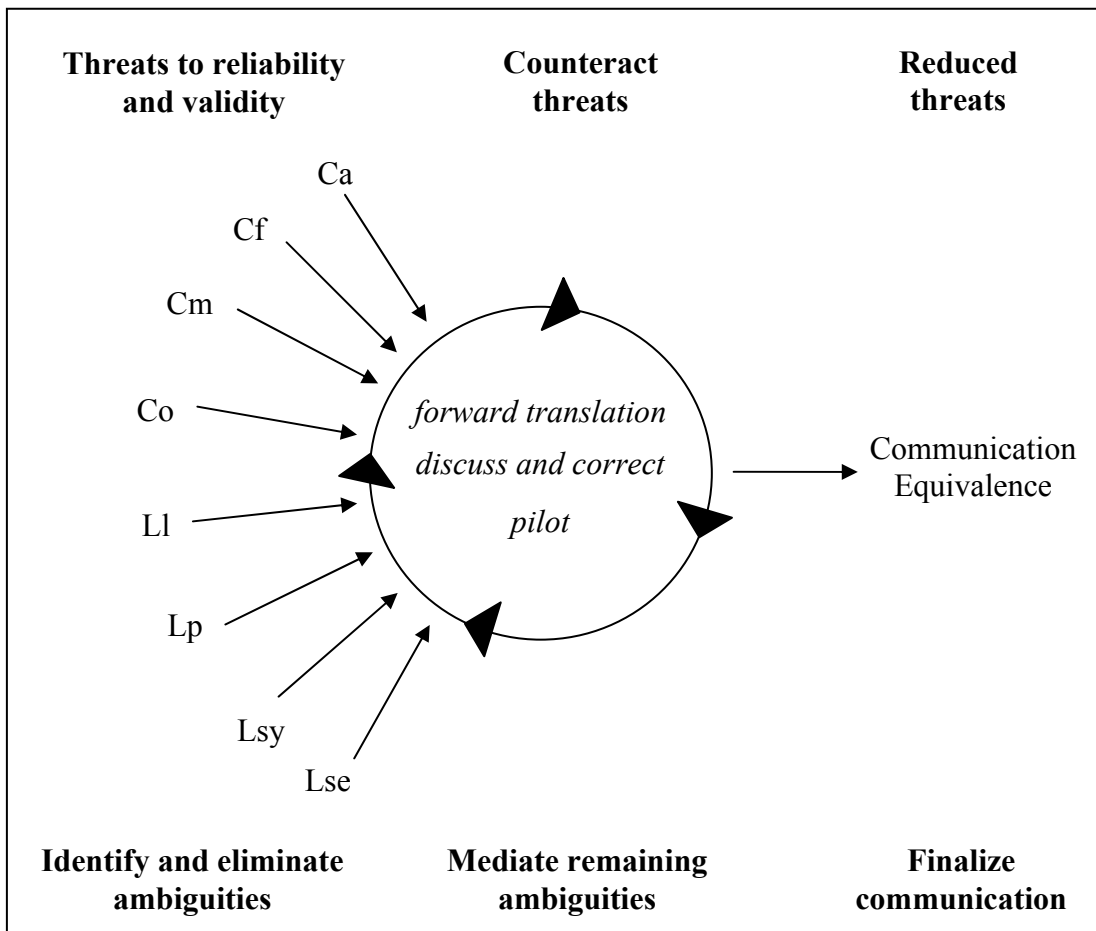 Threats to reliability
and validity
Counteract
threats
Reduced
threats
Ca
Cf
Cm
Co
Ll
Lp
Lsy
Lse
forward translation
discuss and correct
pilot
Communication
Equivalence
Identify and eliminate
ambiguities
Mediate remaining
ambiguities
Finalize
communication